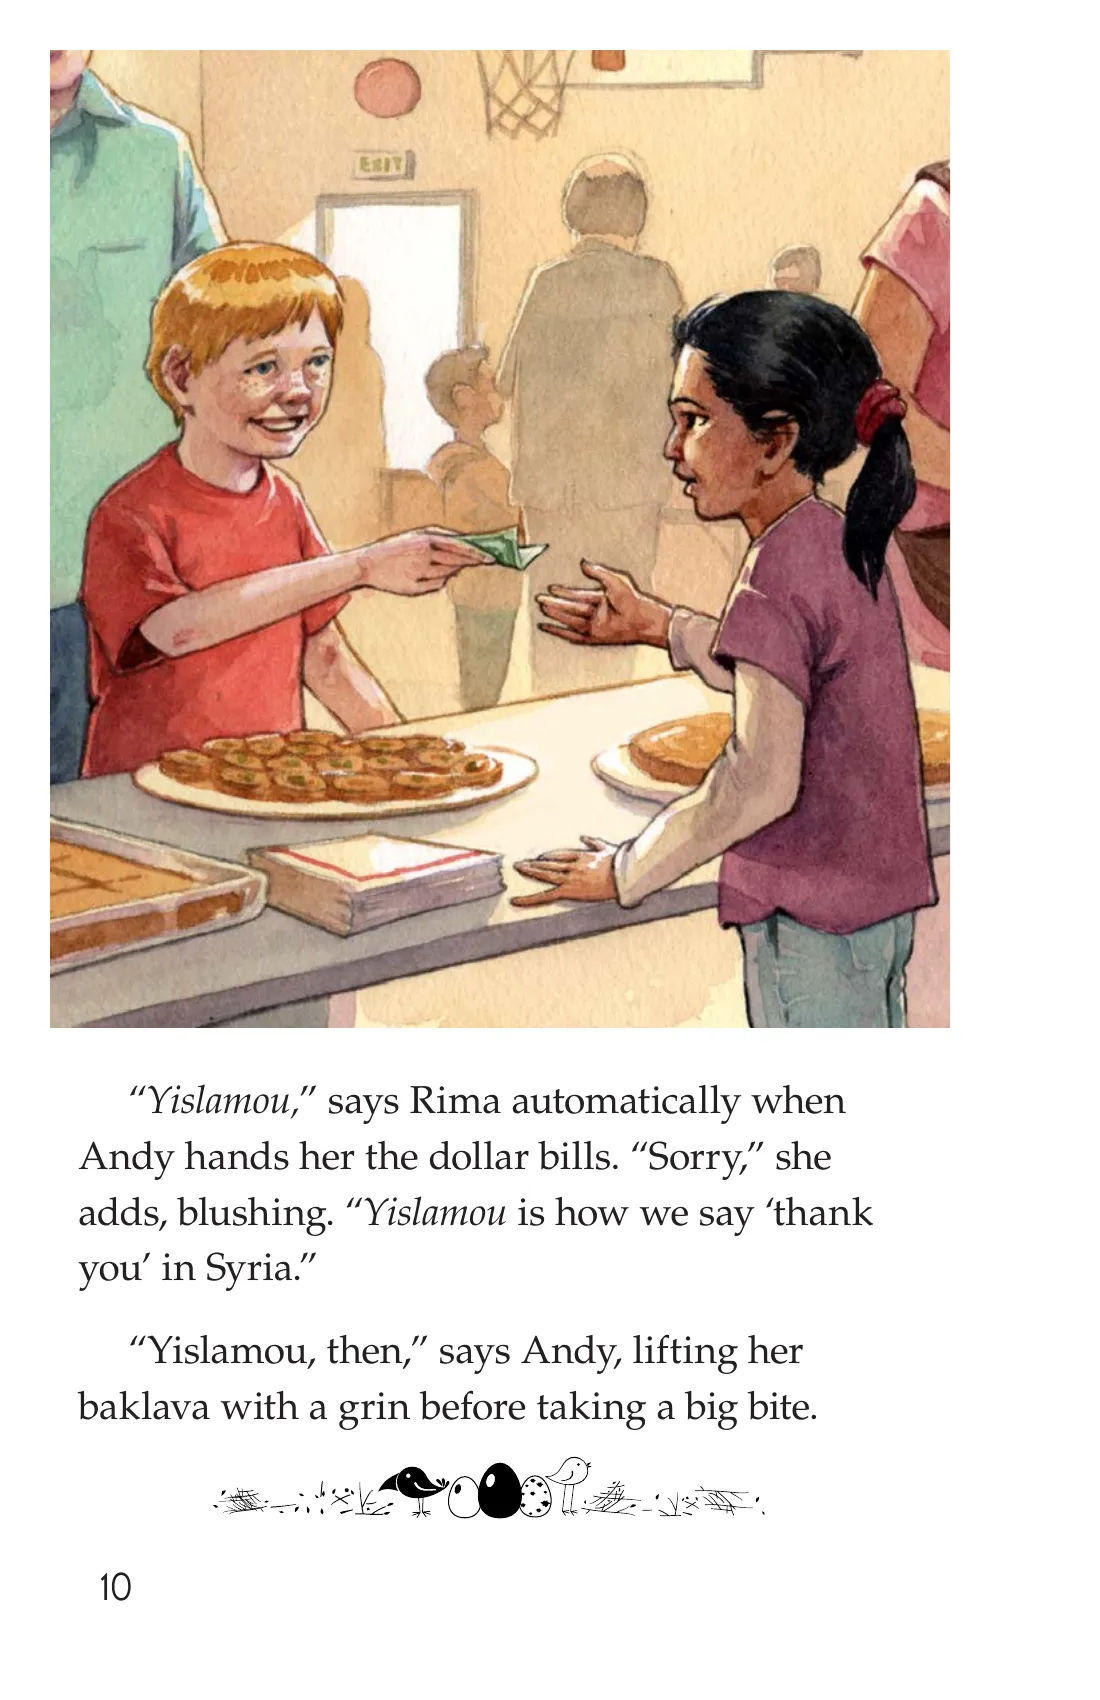 EXIT
“Yislamou,” says Rima automatically when
Andy hands her the dollar bills. “Sorry,” she
adds, blushing. “Yislamou is how we say ‘thank
you’ in Syria.”
“Yislamou, then,” says Andy, lifting her
baklava with a grin before taking a big bite.
10